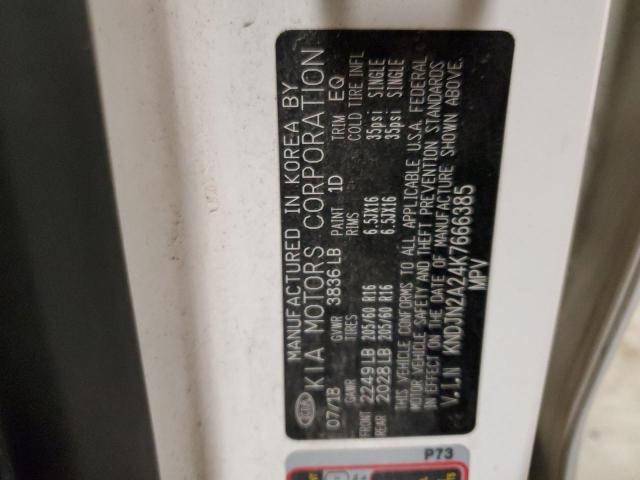 MANUFACTURED IN KOREA BY
KIA KIA MOTORS CORPORATION
07/18 GVWR 3836 LB PAINT 1D TRIM EQ
GAWR TIRES RIMS COLD TIRE INFL
FRONT 2249 LB 205/60 R16 6.5JX16 35psi SINGLE
REAR 2028 LB 205/60 R16 6.5JX16 35psi SINGLE
THIS VEHICLE CONFORMS TO ALL APPLICABLE U.S.A. FEDERAL
MOTOR VEHICLE SAFETY AND THEFT PREVENTION STANDARDS
IN EFFECT ON THE DATE OF MANUFACTURE SHOWN ABOVE.
V.I.N KNDJN2A24K7666385
MPV
P73